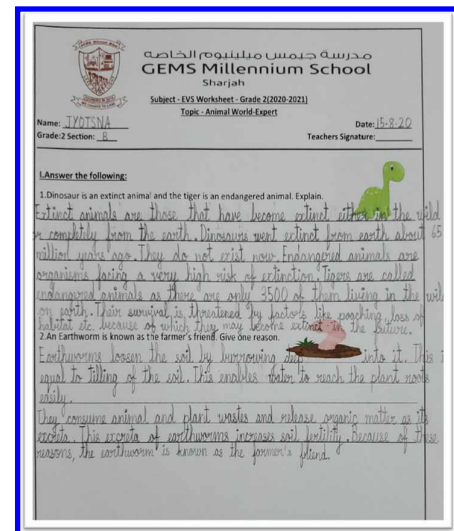 مدرسة جيمس ميلينيوم الخاصة
GEMS Millennium School
Sharjah
Subject - EVS Worksheet - Grade 2(2020-2021)
Topic - Animal World-Expert
Name: JYOTSNA Date: 15-8-20
Grade:2 Section: B Teachers Signature:
I.Answer the following:
1.Dinosaur is an extinct animal and the tiger is an endangered animal. Explain.
Extinct animals are those that have become extinct either in the wild
or completly from the earth. Dinosaurs went extinct from earth about 65
million years ago. They do not exist now. Endangered animals are
organisms facing a very high risk of extinction. Tigers are called
endangered animals as there are only 3500 of them living in the wild
on earth. Their survival is threatened by factors like poaching, loss of
habitat etc. because of which they may become extinct the future.
2.An Earthworm is known as the farmer's friend. Give one reason.
Earthworms loosen the soil by burrowing deep into it. This is
equal to tilling of the soil. This enables water to reach the plant roots
easily.
They consume animal and plant wastes and release organic matter as its
excreta. This excreta of earthworms increases soil fertility. Because of these
reasons, the earthworm is known as the farmer's friend.